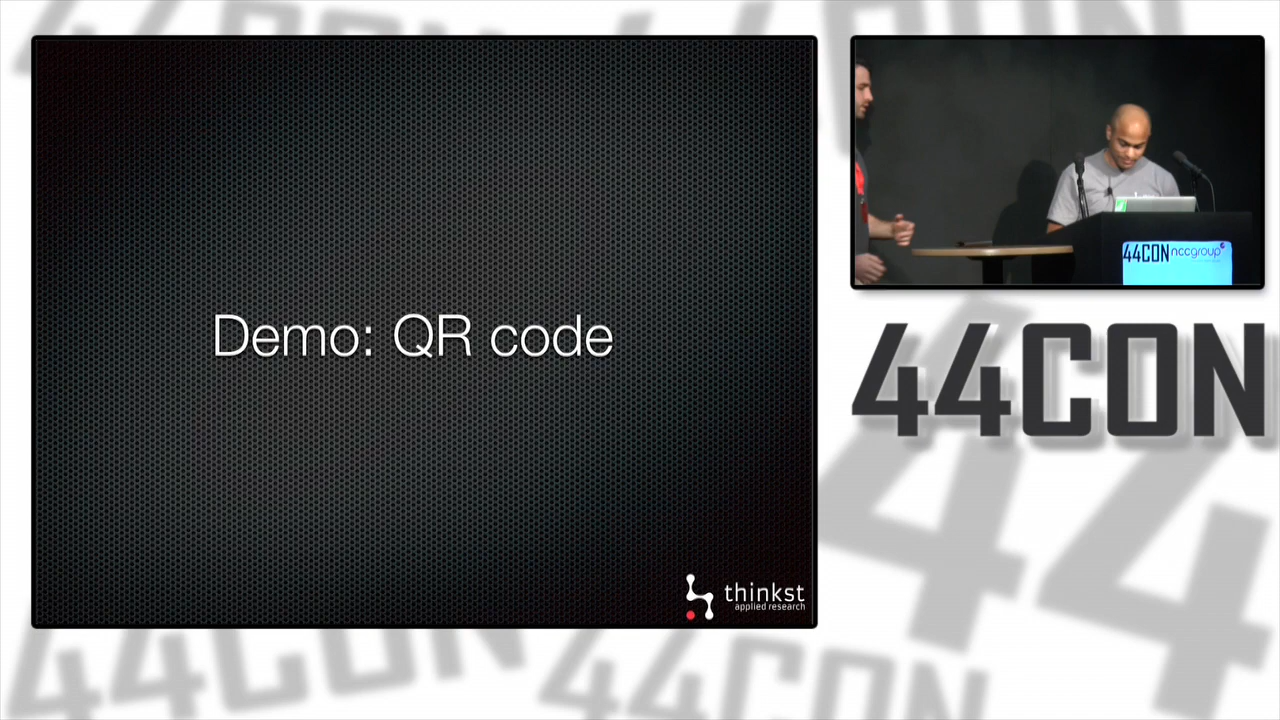 Demo: QR code
thinkst
applied research
44CON nccgroup
44CON